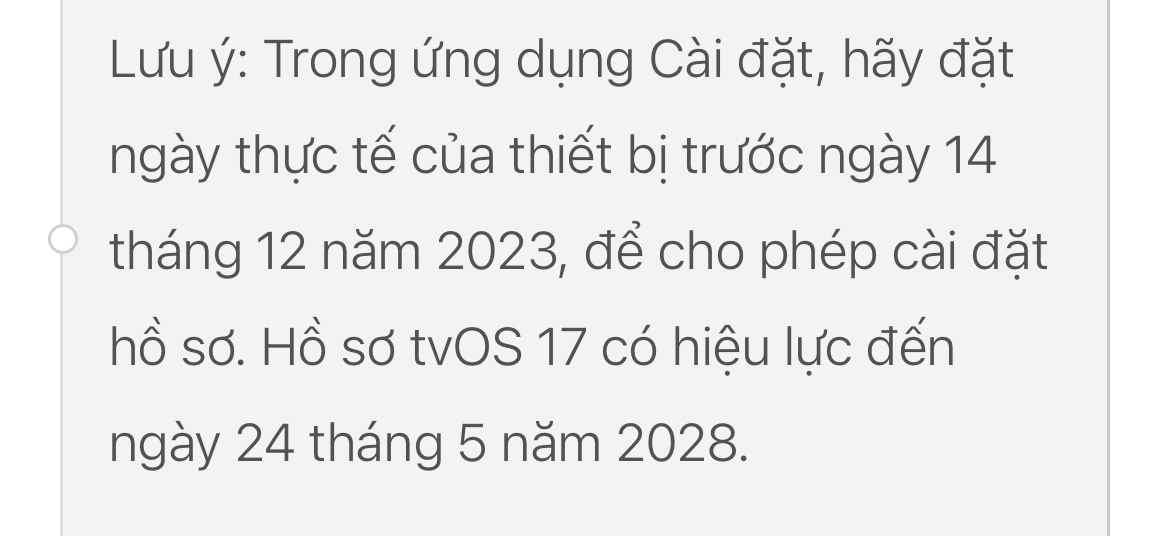 Lưu ý: Trong ứng dụng Cài đặt, hãy đặt
ngày thực tế của thiết bị trước ngày 14
tháng 12 năm 2023, để cho phép cài đặt
hồ sơ. Hồ sơ tvOS 17 có hiệu lực đến
ngày 24 tháng 5 năm 2028.